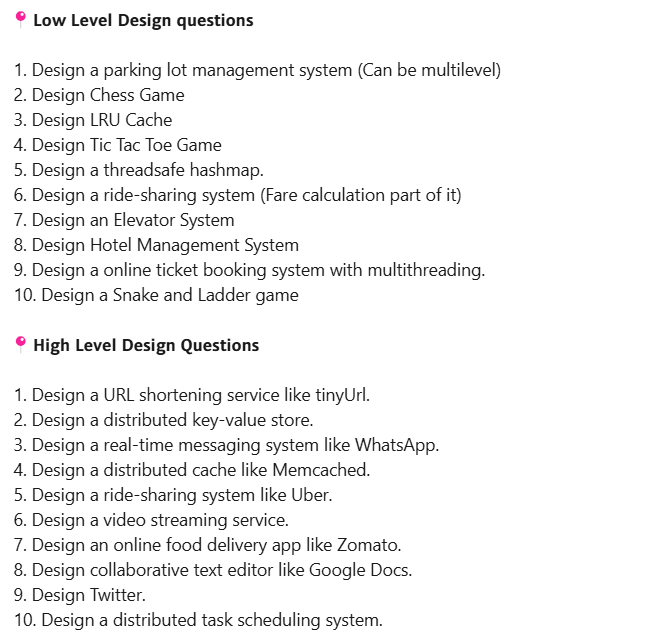 📍 Low Level Design questions
1. Design a parking lot management system (Can be multilevel)
2. Design Chess Game
3. Design LRU Cache
4. Design Tic Tac Toe Game
5. Design a threadsafe hashmap.
6. Design a ride-sharing system (Fare calculation part of it)
7. Design an Elevator System
8. Design Hotel Management System
9. Design a online ticket booking system with multithreading.
10. Design a Snake and Ladder game
📍 High Level Design Questions
1. Design a URL shortening service like tinyUrl.
2. Design a distributed key-value store.
3. Design a real-time messaging system like WhatsApp.
4. Design a distributed cache like Memcached.
5. Design a ride-sharing system like Uber.
6. Design a video streaming service.
7. Design an online food delivery app like Zomato.
8. Design collaborative text editor like Google Docs.
9. Design Twitter.
10. Design a distributed task scheduling system.